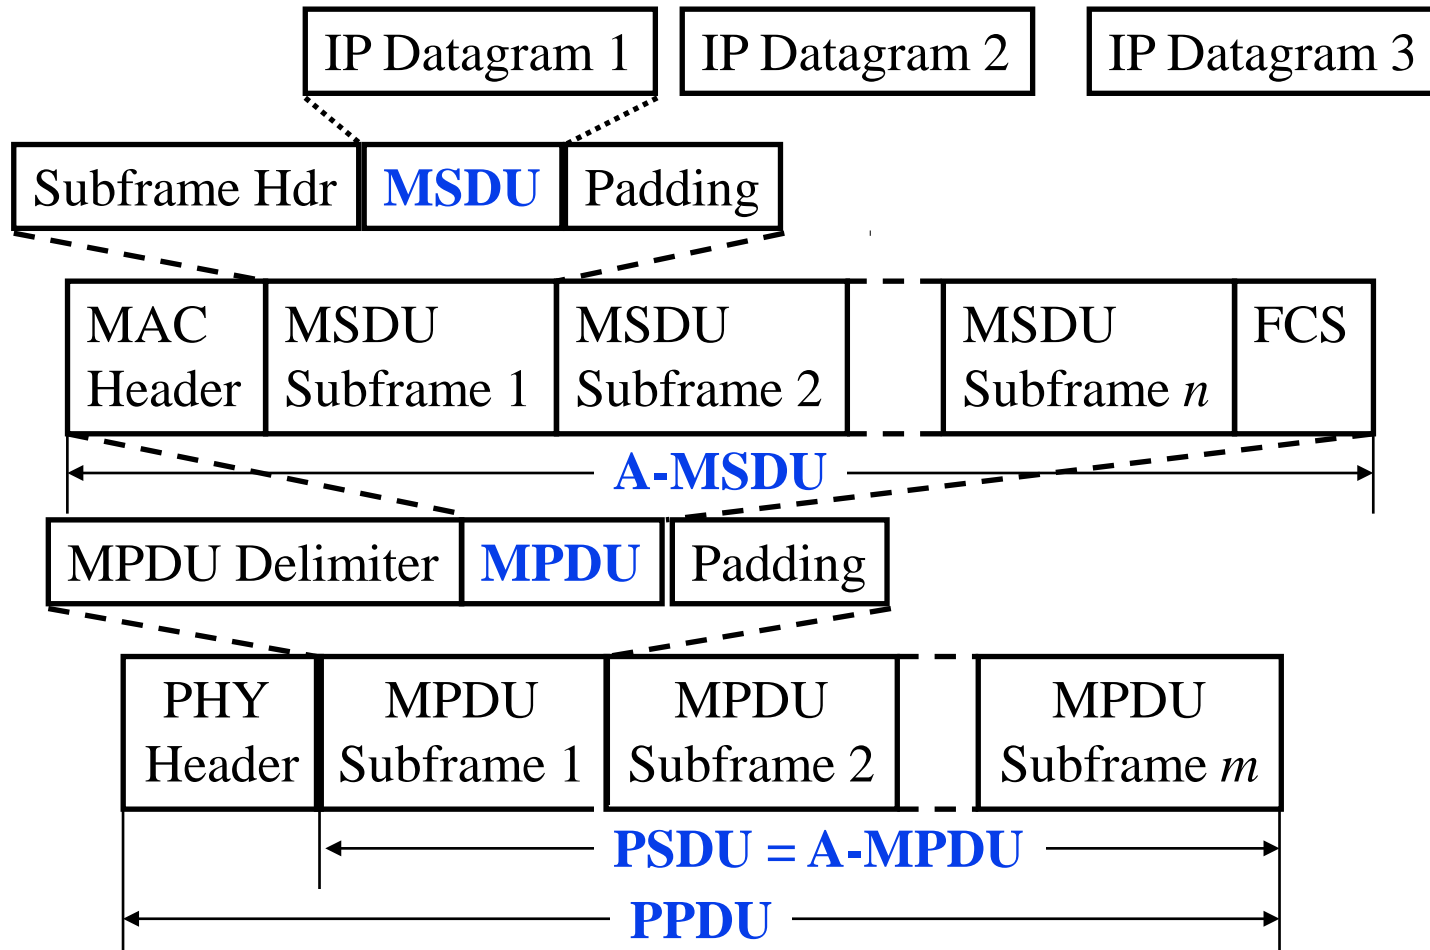 IP Datagram 1 IP Datagram 2 IP Datagram 3
Subframe Hdr MSDU Padding
MAC Header
MSDU Subframe 1
MSDU Subframe 2
MSDU Subframe n
FCS
A-MSDU
MPDU Delimiter MPDU Padding
PHY Header
MPDU Subframe 1
MPDU Subframe 2
MPDU Subframe m
PSDU = A-MPDU
PPDU